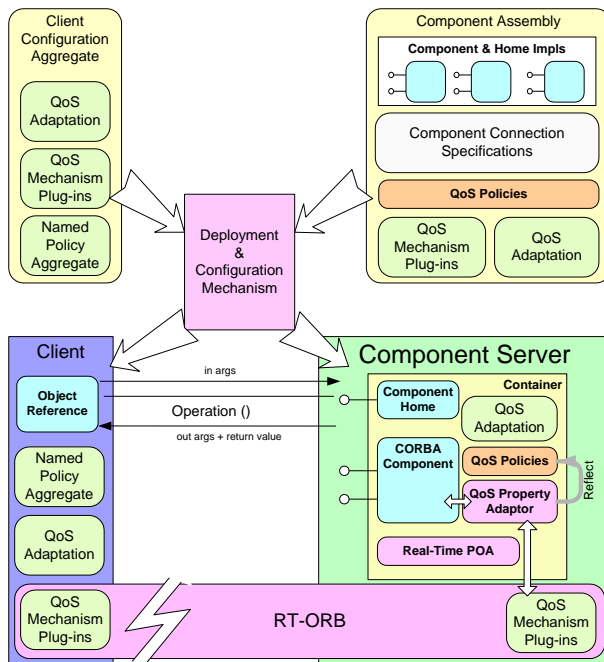 Client
Configuration
Aggregate
QoS
Adaptation
QoS
Mechanism
Plug-ins
Named
Policy
Aggregate
Component Assembly
Component & Home Impls
Component Connection
Specifications
QoS Policies
QoS
Mechanism
Plug-ins
QoS
Adaptation
Deployment
&
Configuration
Mechanism
Client
Object
Reference
Named
Policy
Aggregate
QoS
Adaptation
QoS
Mechanism
Plug-ins
in args
Operation ()
out args + return value
Component Server
Container
Component
Home
QoS
Adaptation
CORBA
Component
QoS Policies
QoS Property
Adaptor
Reflect
Real-Time POA
RT-ORB
QoS
Mechanism
Plug-ins